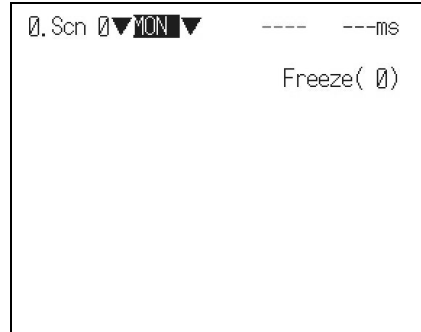 0.Scn 0▼MON ▼ ---- ---ms
Freeze( 0)